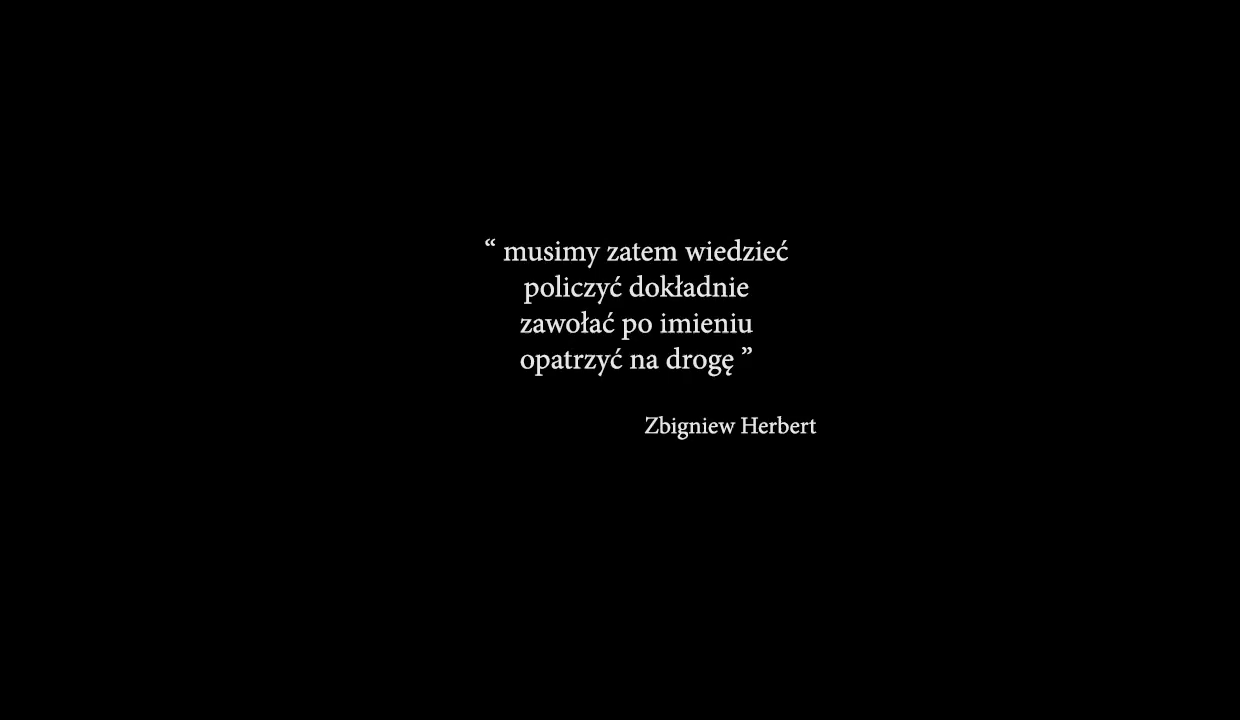 “ musimy zatem wiedzieć
policzyć dokładnie
zawołać po imieniu
opatrzyć na drogę ”
Zbigniew Herbert